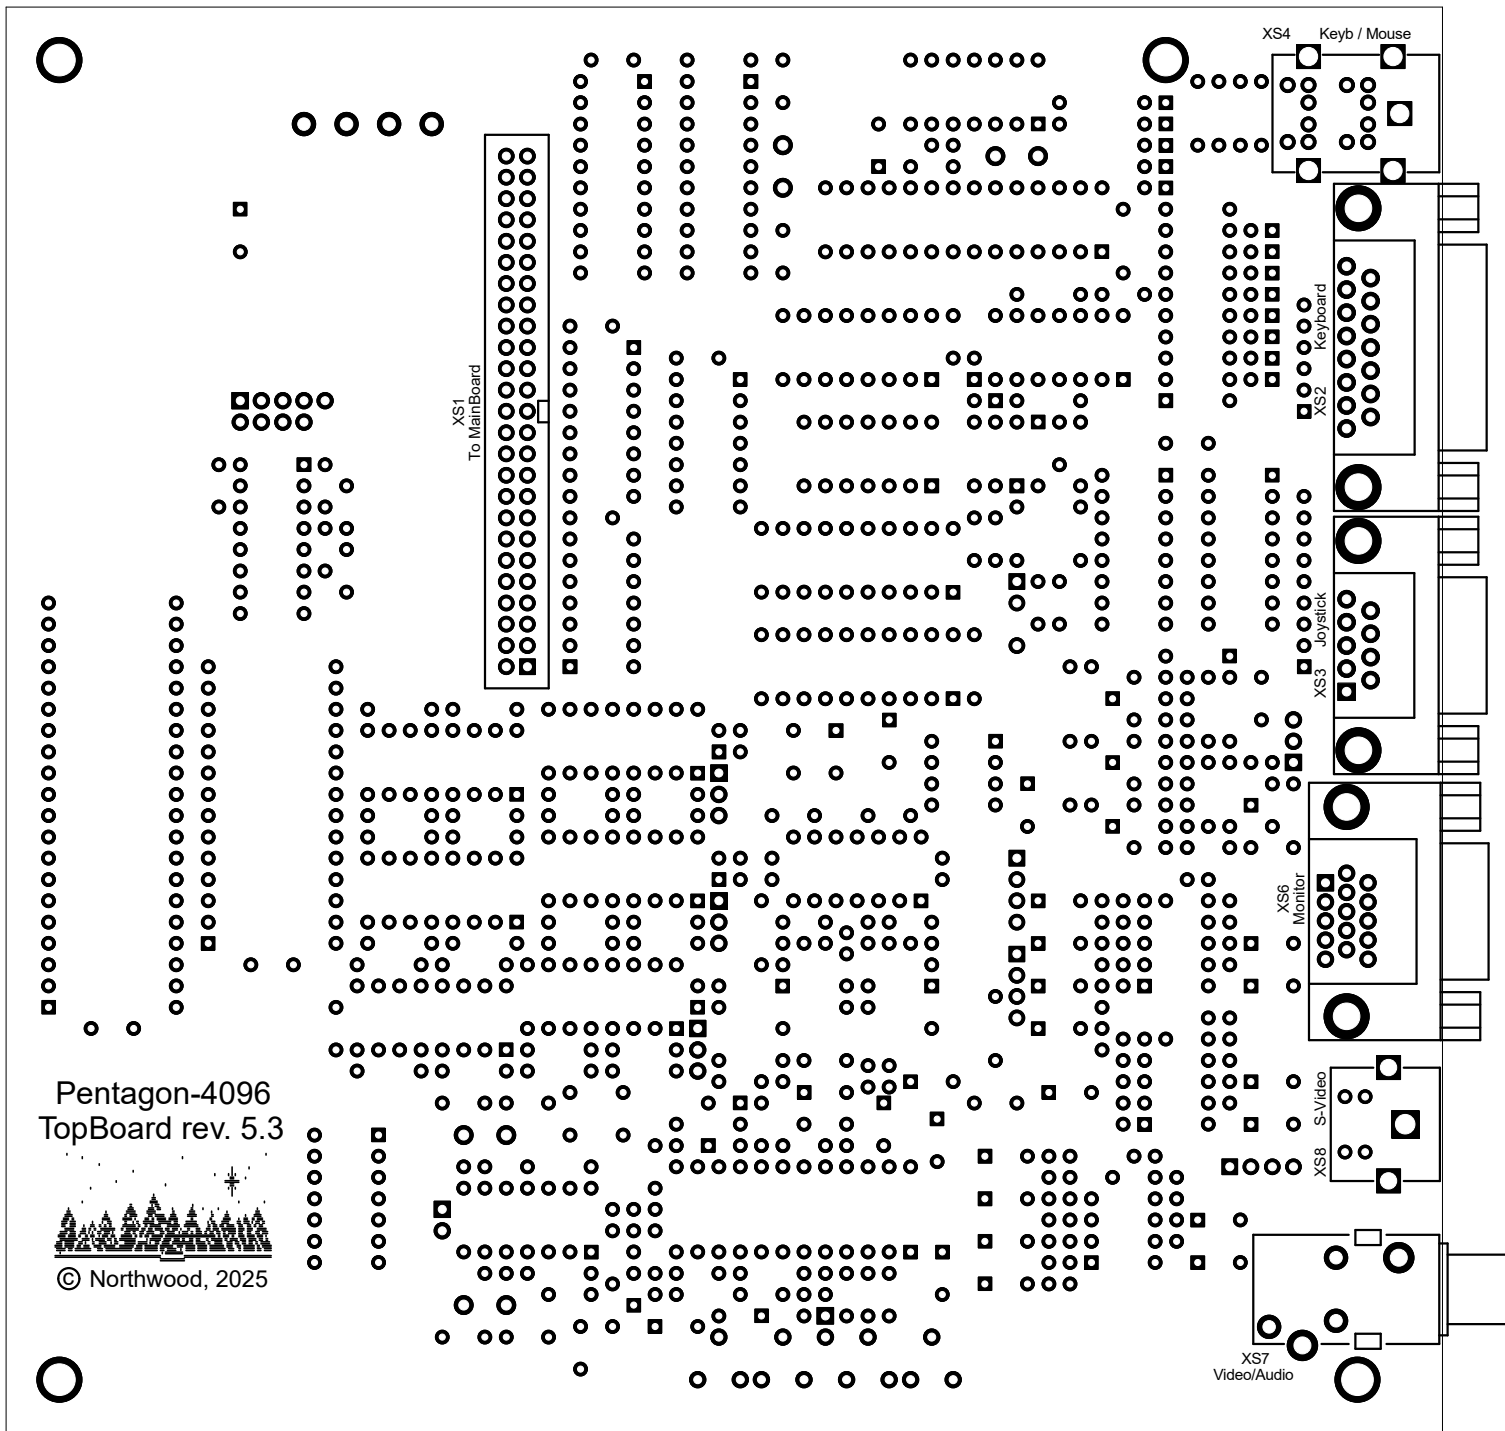 XS4 Keyb / Mouse
XS1
To MainBoard
XS2 Keyboard
XS3 Joystick
XS6
Monitor
Pentagon-4096
TopBoard rev. 5.3
© Northwood, 2025
XS8 S-Video
XS7
Video/Audio